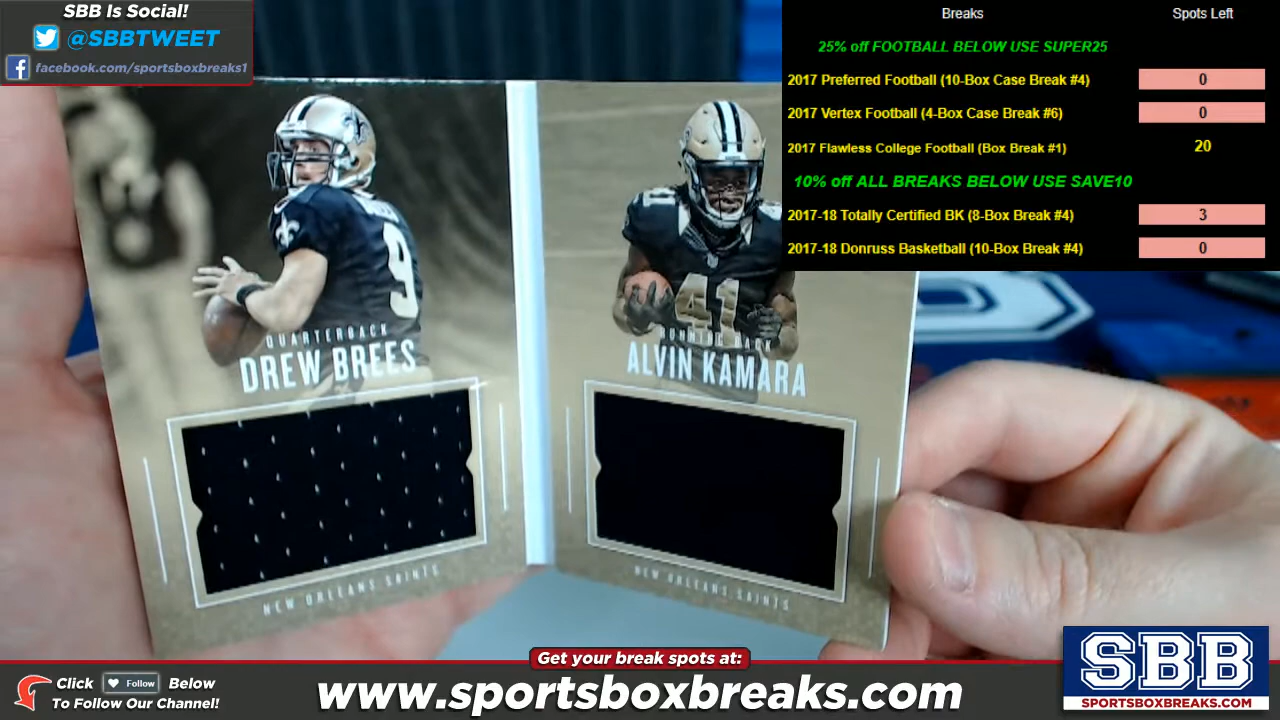 SBB Is Social!
@SBBTWEET
facebook.com/sportsboxbreaks1
Breaks Spots Left
25% off FOOTBALL BELOW USE SUPER25
2017 Preferred Football (10-Box Case Break #4) 0
2017 Vertex Football (4-Box Case Break #6) 0
2017 Flawless College Football (Box Break #1) 20
10% off ALL BREAKS BELOW USE SAVE10
2017-18 Totally Certified BK (8-Box Break #4) 3
2017-18 Donruss Basketball (10-Box Break #4) 0
9
QUARTERBACK
DREW BREES
NEW ORLEANS SAINTS
41
41
RUNNING BACK
ALVIN KAMARA
NEW ORLEANS SAINTS
Get your break spots at:
Click Follow Below
To Follow Our Channel!
www.sportsboxbreaks.com
SBB
SPORTSBOXBREAKS.COM